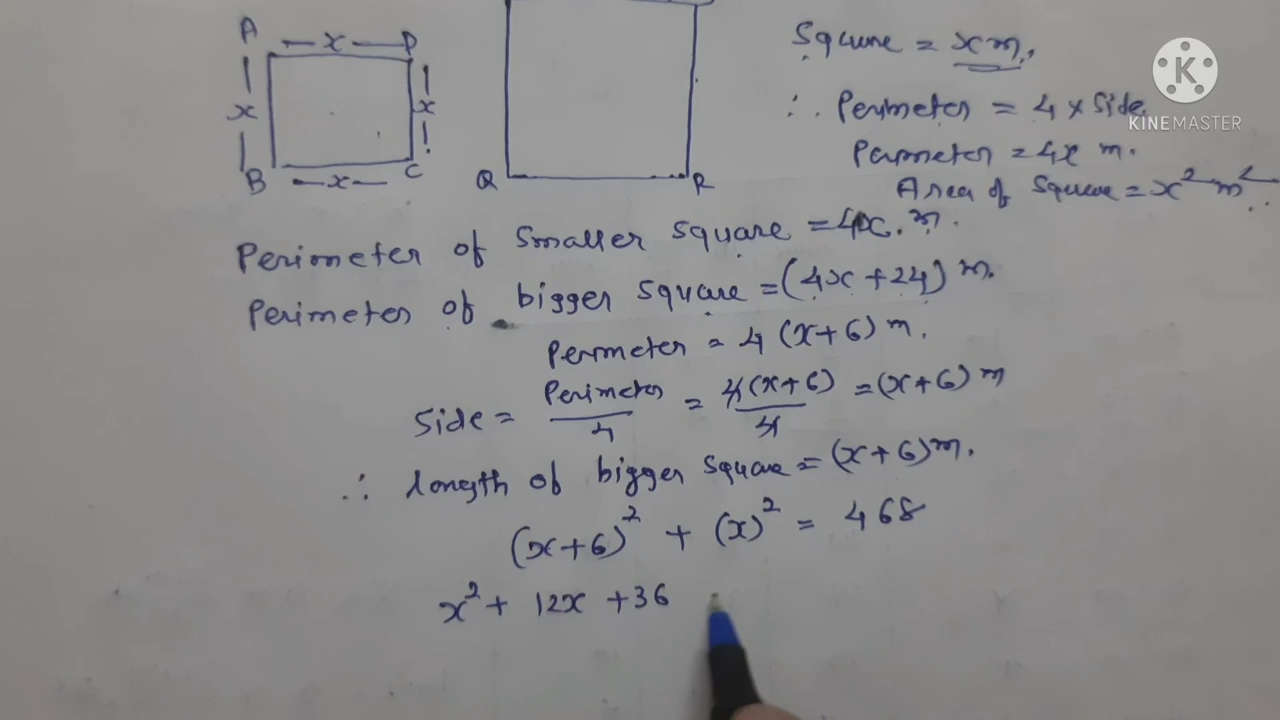 A – x – D
x
x
B – x – C
Q R
Square = x m.
∴ Perimeter = 4 x Side.
Permeter = 4x m.
Area of Square = x² m²
KINEMASTER
Perimeter of Smaller square = 4x. m.
Perimeter of bigger square = (4x + 24) m.
Permeter = 4 (x+6) m.
Side = Perimeter / 4 = 4(x+6) / 4 = (x+6) m
∴ length of bigger square = (x+6) m.
(x+6)² + (x)² = 468
x² + 12x + 36